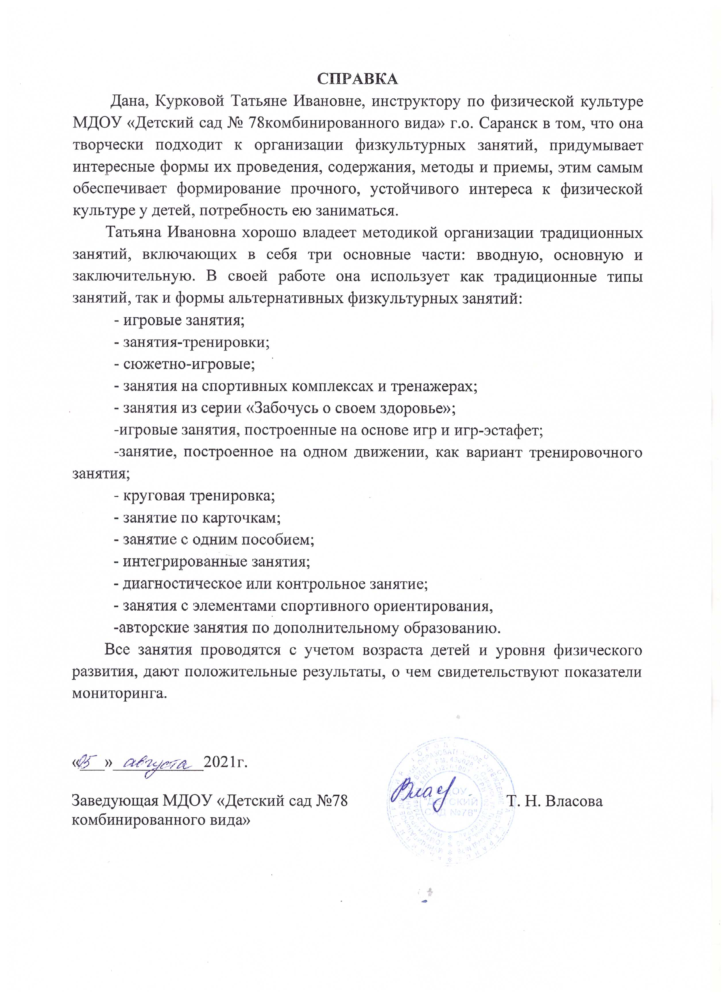 СПРАВКА
Дана, Курковой Татьяне Ивановне, инструктору по физической культуре
МДОУ «Детский сад № 78комбинированного вида» г.о. Саранск в том, что она
творчески подходит к организации физкультурных занятий, придумывает
интересные формы их проведения, содержания, методы и приемы, этим самым
обеспечивает формирование прочного, устойчивого интереса к физической
культуре у детей, потребность ею заниматься.
Татьяна Ивановна хорошо владеет методикой организации традиционных
занятий, включающих в себя три основные части: вводную, основную и
заключительную. В своей работе она использует как традиционные типы
занятий, так и формы альтернативных физкультурных занятий:
- игровые занятия;
- занятия-тренировки;
- сюжетно-игровые;
- занятия на спортивных комплексах и тренажерах;
- занятия из серии «Забочусь о своем здоровье»;
-игровые занятия, построенные на основе игр и игр-эстафет;
-занятие, построенное на одном движении, как вариант тренировочного
занятия;
- круговая тренировка;
- занятие по карточкам;
- занятие с одним пособием;
- интегрированные занятия;
- диагностическое или контрольное занятие;
- занятия с элементами спортивного ориентирования,
-авторские занятия по дополнительному образованию.
Все занятия проводятся с учетом возраста детей и уровня физического
развития, дают положительные результаты, о чем свидетельствуют показатели
мониторинга.
«05» августа 2021г.
Заведующая МДОУ «Детский сад №78
комбинированного вида»
Влас
Т. Н. Власова
МДОУ
"ДЕТСКИЙ
САД №78"